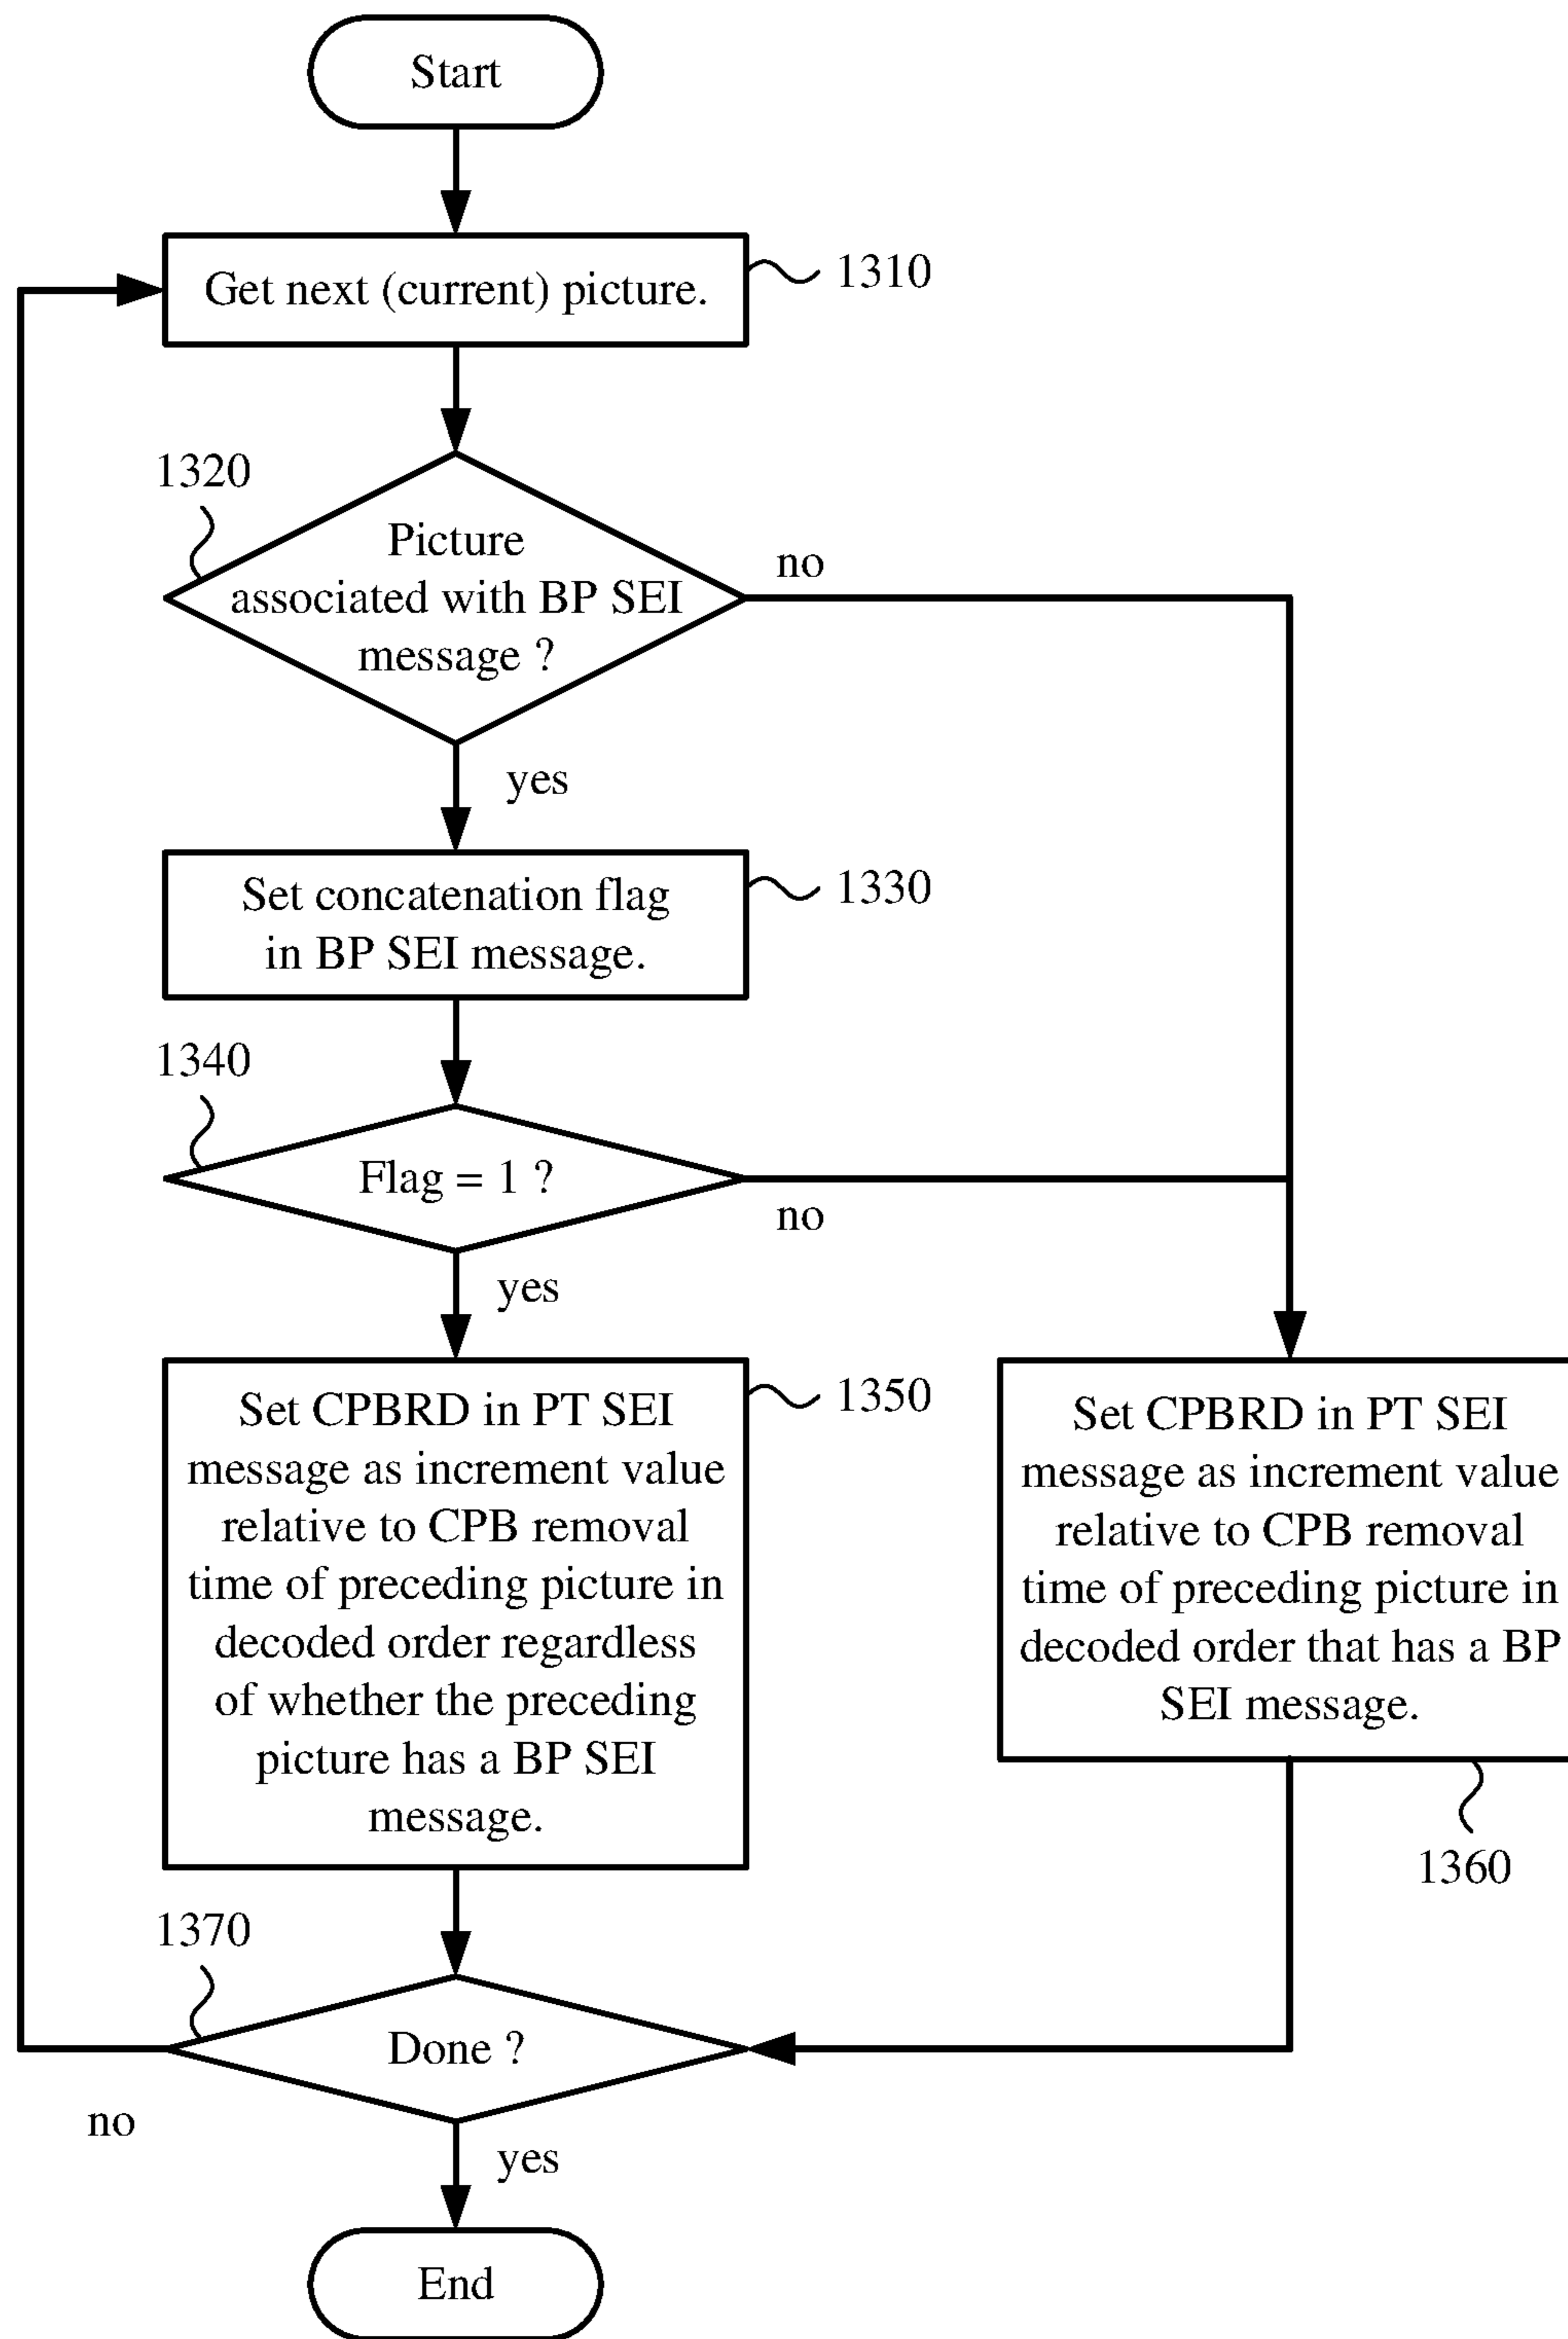 Start
Get next (current) picture.
1310
1320
Picture
associated with BP SEI
message ?
no
yes
Set concatenation flag
in BP SEI message.
1330
1340
Flag = 1 ?
no
yes
Set CPBRD in PT SEI
message as increment value
relative to CPB removal
time of preceding picture in
decoded order regardless
of whether the preceding
picture has a BP SEI
message.
1350
Set CPBRD in PT SEI
message as increment value
relative to CPB removal
time of preceding picture in
decoded order that has a BP
SEI message.
1360
1370
Done ?
no
yes
End